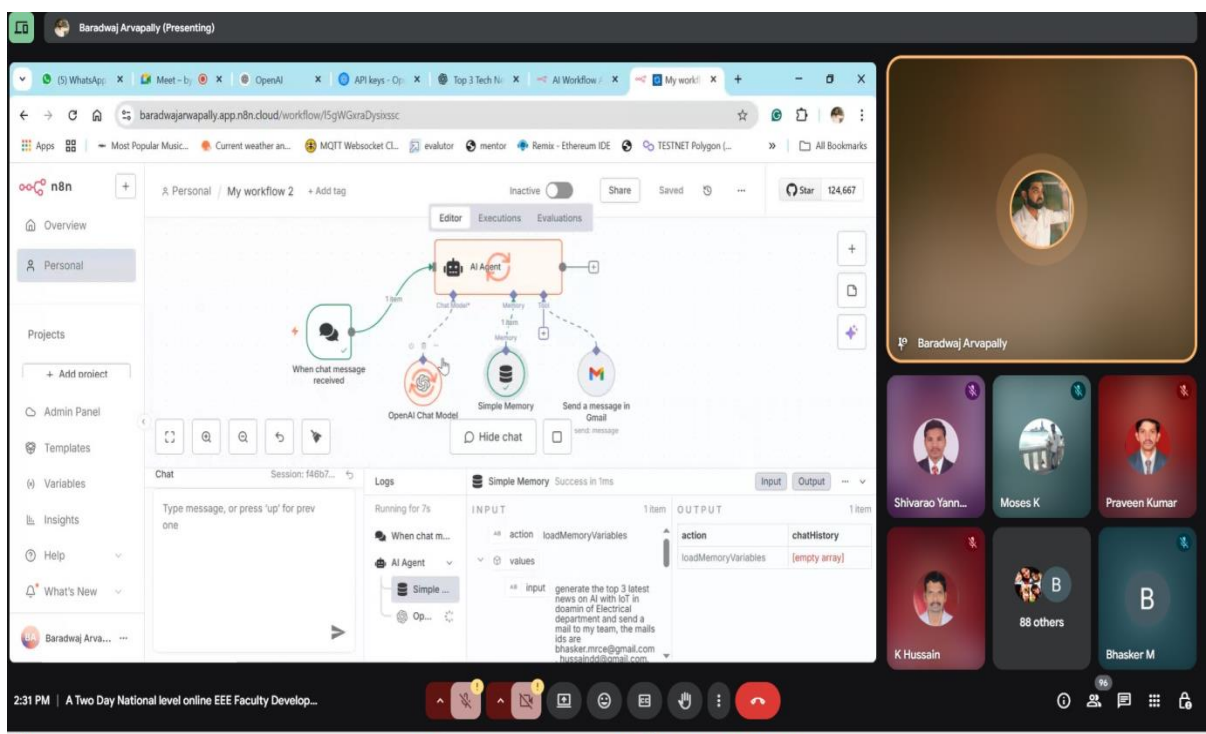 Baradwaj Arvapally (Presenting)
(5) WhatsApp
Meet – by
OpenAI
API keys - Op
Top 3 Tech Ne
AI Workflow /
My workfl
baradwajarwapally.app.n8n.cloud/workflow/
Apps
Most Popular Music...
Current weather an...
MQTT Websocket Cl...
evalutor
mentor
Remix - Ethereum IDE
TESTNET Polygon (...
All Bookmarks
n8n
Personal / My workflow 2 + Add tag
Inactive
Share
Saved
Star 124,667
Overview
Editor Executions Evaluations
Personal
AI Agent
1 item
Chat Model*
Memory
Tool
1 item
Memory
Projects
+ Add project
When chat message
received
OpenAI Chat Model
Simple Memory
Send a message in
Gmail
send: message
Admin Panel
Templates
Hide chat
Variables
Insights
Help
What's New
Baradwaj Arva...
Chat
Session: f46b7...
Type message, or press 'up' for prev
one
Logs
Running for 7s
When chat m...
AI Agent
Simple ...
Op...
Simple Memory Success in 1ms
Input Output
INPUT 1 item
action loadMemoryVariables
values
input generate the top 3 latest
news on AI with IoT in
doamin of Electrical
department and send a
mail to my team, the mails
ids are
bhasker.mrce@gmail.com
, hussaindd@gmail.com,
OUTPUT 1 item
action chatHistory
loadMemoryVariables [empty array]
Baradwaj Arvapally
Shivarao Yann...
Moses K
Praveen Kumar
K Hussain
B
88 others
B
Bhasker M
2:31 PM | A Two Day National level online EEE Faculty Develop...
96